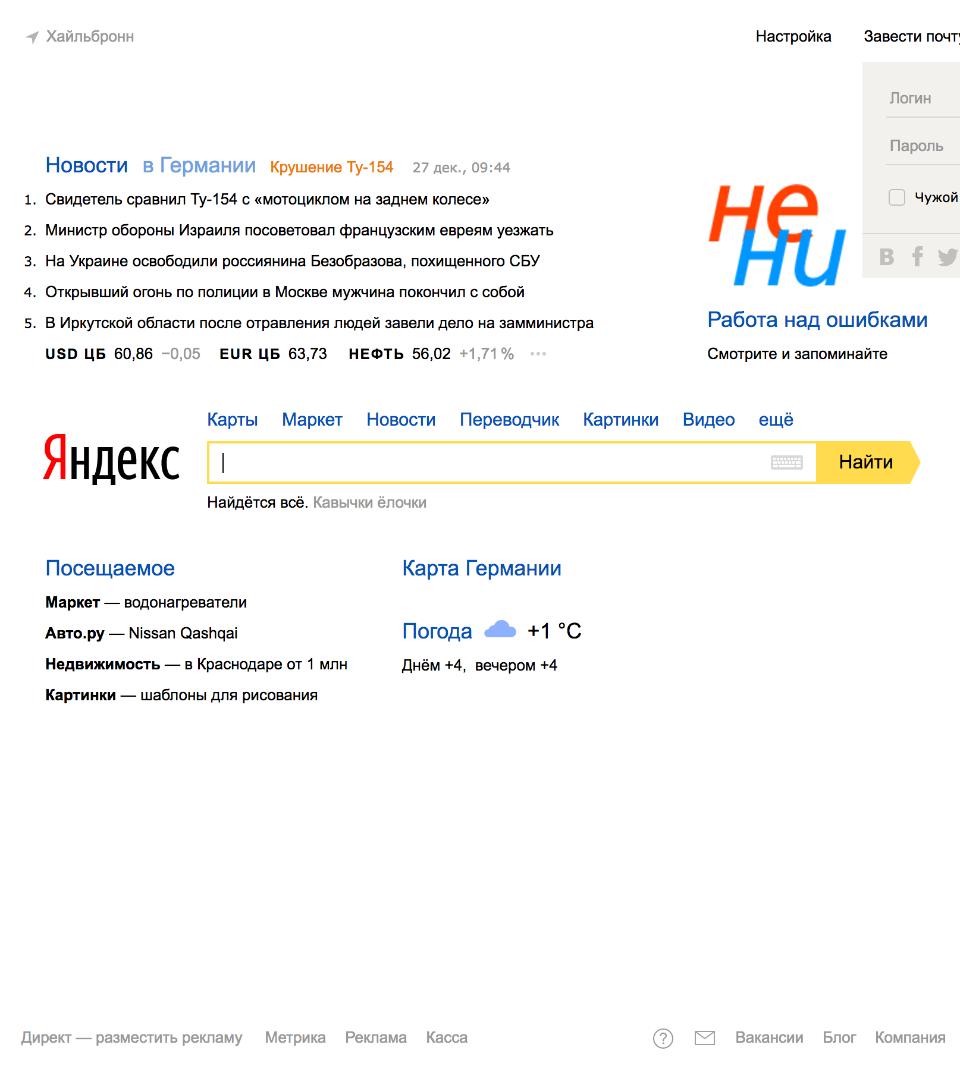 Хайльбронн
Настройка Завести почту
Логин
Пароль
Чужой
Новости в Германии Крушение Ту-154 27 дек., 09:44
1. Свидетель сравнил Ту-154 с «мотоциклом на заднем колесе»
2. Министр обороны Израиля посоветовал французским евреям уезжать
3. На Украине освободили россиянина Безобразова, похищенного СБУ
4. Открывший огонь по полиции в Москве мужчина покончил с собой
5. В Иркутской области после отравления людей завели дело на замминистра
USD ЦБ 60,86 −0,05 EUR ЦБ 63,73 НЕФТЬ 56,02 +1,71 % •••
не
ни
В f
Работа над ошибками
Смотрите и запоминайте
Карты Маркет Новости Переводчик Картинки Видео ещё
Яндекс
Найти
Найдётся всё. Кавычки ёлочки
Посещаемое
Маркет — водонагреватели
Авто.ру — Nissan Qashqai
Недвижимость — в Краснодаре от 1 млн
Картинки — шаблоны для рисования
Карта Германии
Погода +1 °C
Днём +4, вечером +4
Директ — разместить рекламу Метрика Реклама Касса
? Вакансии Блог Компания